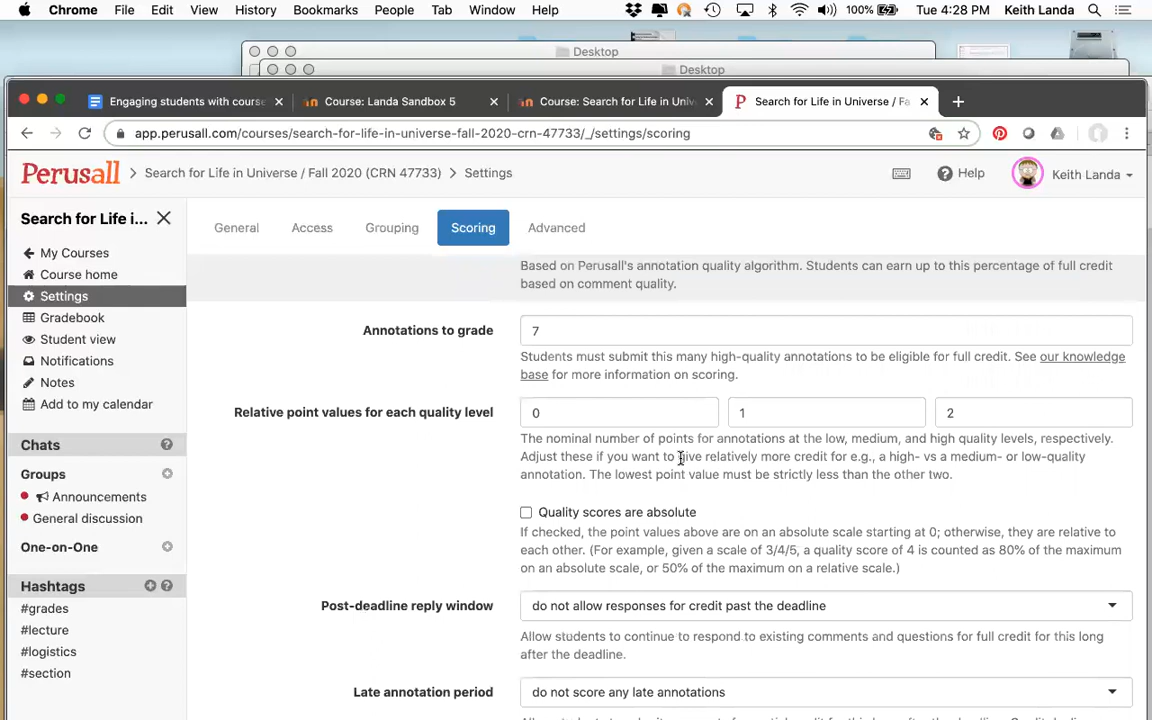 Chrome File Edit View History Bookmarks People Tab Window Help 100% Tue 4:28 PM Keith Landa
Desktop
Desktop
Engaging students with course Course: Landa Sandbox 5 Course: Search for Life in Univ Search for Life in Universe / Fa
app.perusall.com/courses/search-for-life-in-universe-fall-2020-crn-47733/_/settings/scoring
Perusall Search for Life in Universe / Fall 2020 (CRN 47733) Settings Help Keith Landa
Search for Life i...
My Courses
Course home
Settings
Gradebook
Student view
Notifications
Notes
Add to my calendar
Chats
Groups
Announcements
General discussion
One-on-One
Hashtags
#grades
#lecture
#logistics
#section
General Access Grouping Scoring Advanced
Based on Perusall's annotation quality algorithm. Students can earn up to this percentage of full credit
based on comment quality.
Annotations to grade 7
Students must submit this many high-quality annotations to be eligible for full credit. See our knowledge
base for more information on scoring.
Relative point values for each quality level 0 1 2
The nominal number of points for annotations at the low, medium, and high quality levels, respectively.
Adjust these if you want to give relatively more credit for e.g., a high- vs a medium- or low-quality
annotation. The lowest point value must be strictly less than the other two.
Quality scores are absolute
If checked, the point values above are on an absolute scale starting at 0; otherwise, they are relative to
each other. (For example, given a scale of 3/4/5, a quality score of 4 is counted as 80% of the maximum
on an absolute scale, or 50% of the maximum on a relative scale.)
Post-deadline reply window do not allow responses for credit past the deadline
Allow students to continue to respond to existing comments and questions for full credit for this long
after the deadline.
Late annotation period do not score any late annotations